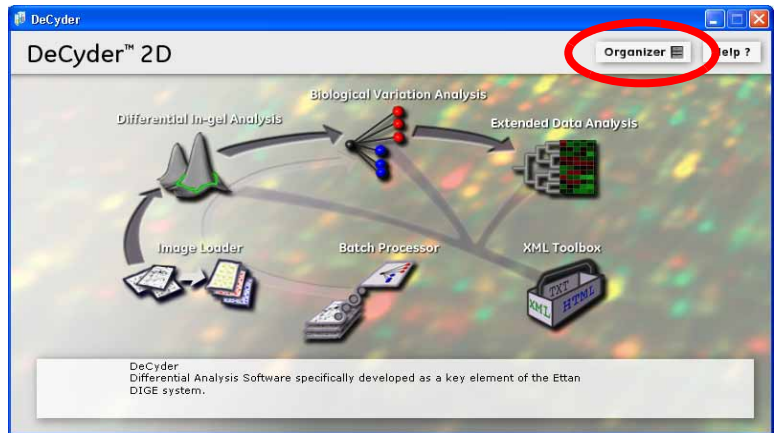 DeCyder
DeCyder™ 2D
Organizer
Help ?
Biological Variation Analysis
Differential In-gel Analysis
Extended Data Analysis
Image Loader
Batch Processor
XML Toolbox
TXT
XML HTML
DeCyder
Differential Analysis Software specifically developed as a key element of the Ettan
DIGE system.